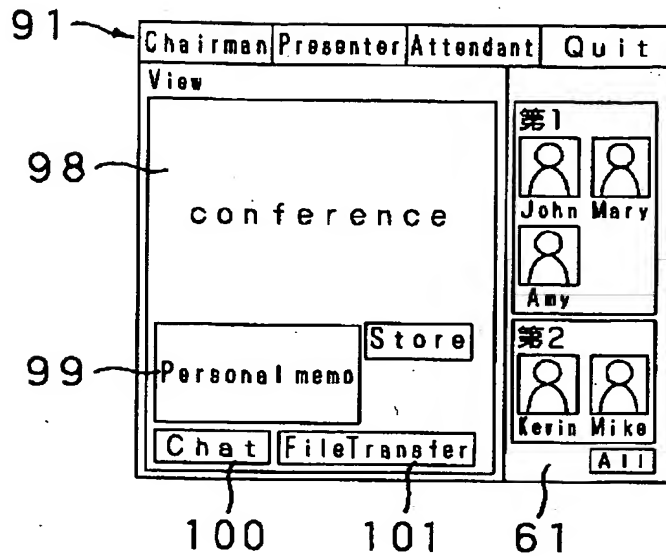 91
Chairman Presenter Attendant Quit
View
98
conference
99
Personal memo
Store
Chat FileTransfer
第1
John Mary
Amy
第2
Kevin Mike
All
100 101 61